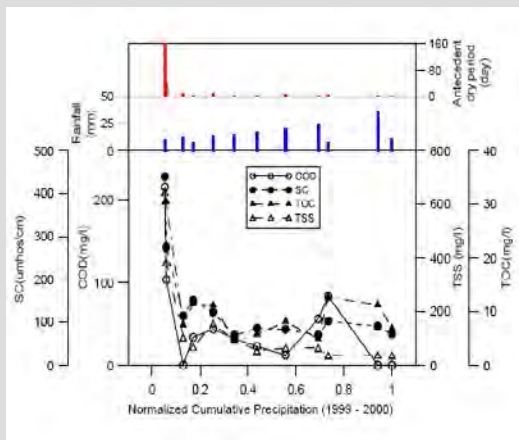 160
80
0
Antecedent
dry period
(day)
50
25
0
Rainfall
(mm)
500
400
300
200
100
0
SC(umhos/cm)
200
100
0
COD(mg/l)
COD
SC
TOC
TSS
800
600
400
200
0
TSS (mg/l)
40
30
20
10
0
TOC(mg/l)
0 0.2 0.4 0.6 0.8 1
Normalized Cumulative Precipitation (1999 - 2000)